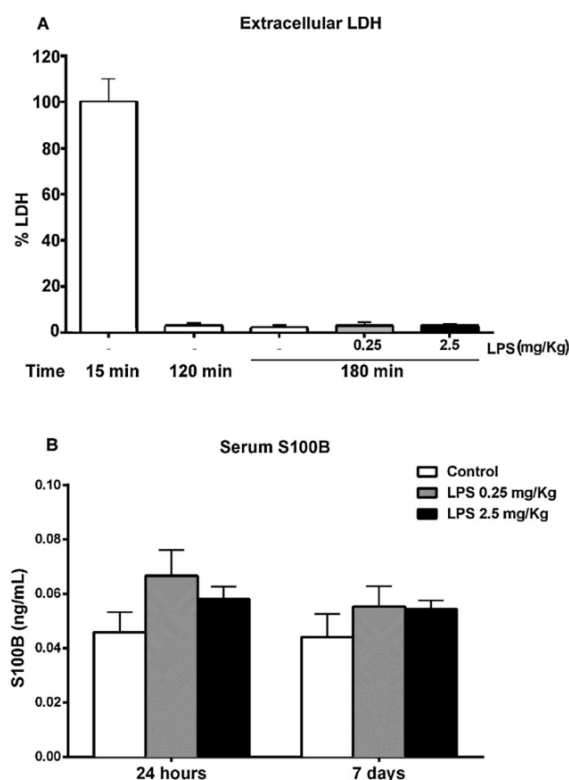 A
Extracellular LDH
120
100
80
60
40
20
0
% LDH
- - - 0.25 2.5 LPS (mg/Kg)
Time 15 min 120 min 180 min
B
Serum S100B
Control
LPS 0.25 mg/Kg
LPS 2.5 mg/Kg
0.10
0.08
0.06
0.04
0.02
0.00
S100B (ng/mL)
24 hours 7 days